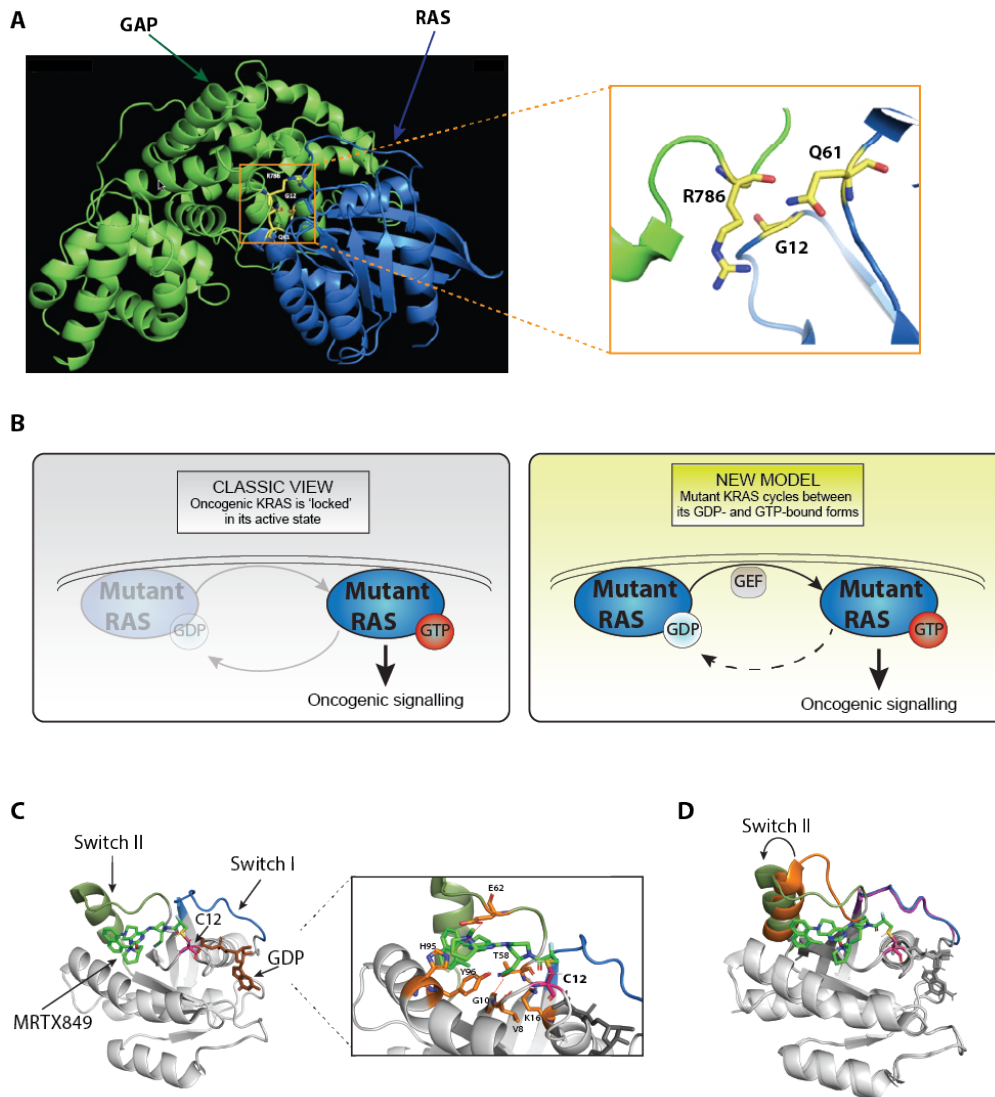 A
GAP
RAS
R786
G12
Q61
Q61
R786
G12
B
CLASSIC VIEW
Oncogenic KRAS is 'locked'
in its active state
Mutant
RAS
GDP
Mutant
RAS
GTP
Oncogenic signalling
NEW MODEL
Mutant KRAS cycles between
its GDP- and GTP-bound forms
Mutant
RAS
GDP
GEF
Mutant
RAS
GTP
Oncogenic signalling
C
Switch II
Switch I
C12
GDP
MRTX849
E62
H95
T58
Y96
C12
G10
K16
V8
D
Switch II